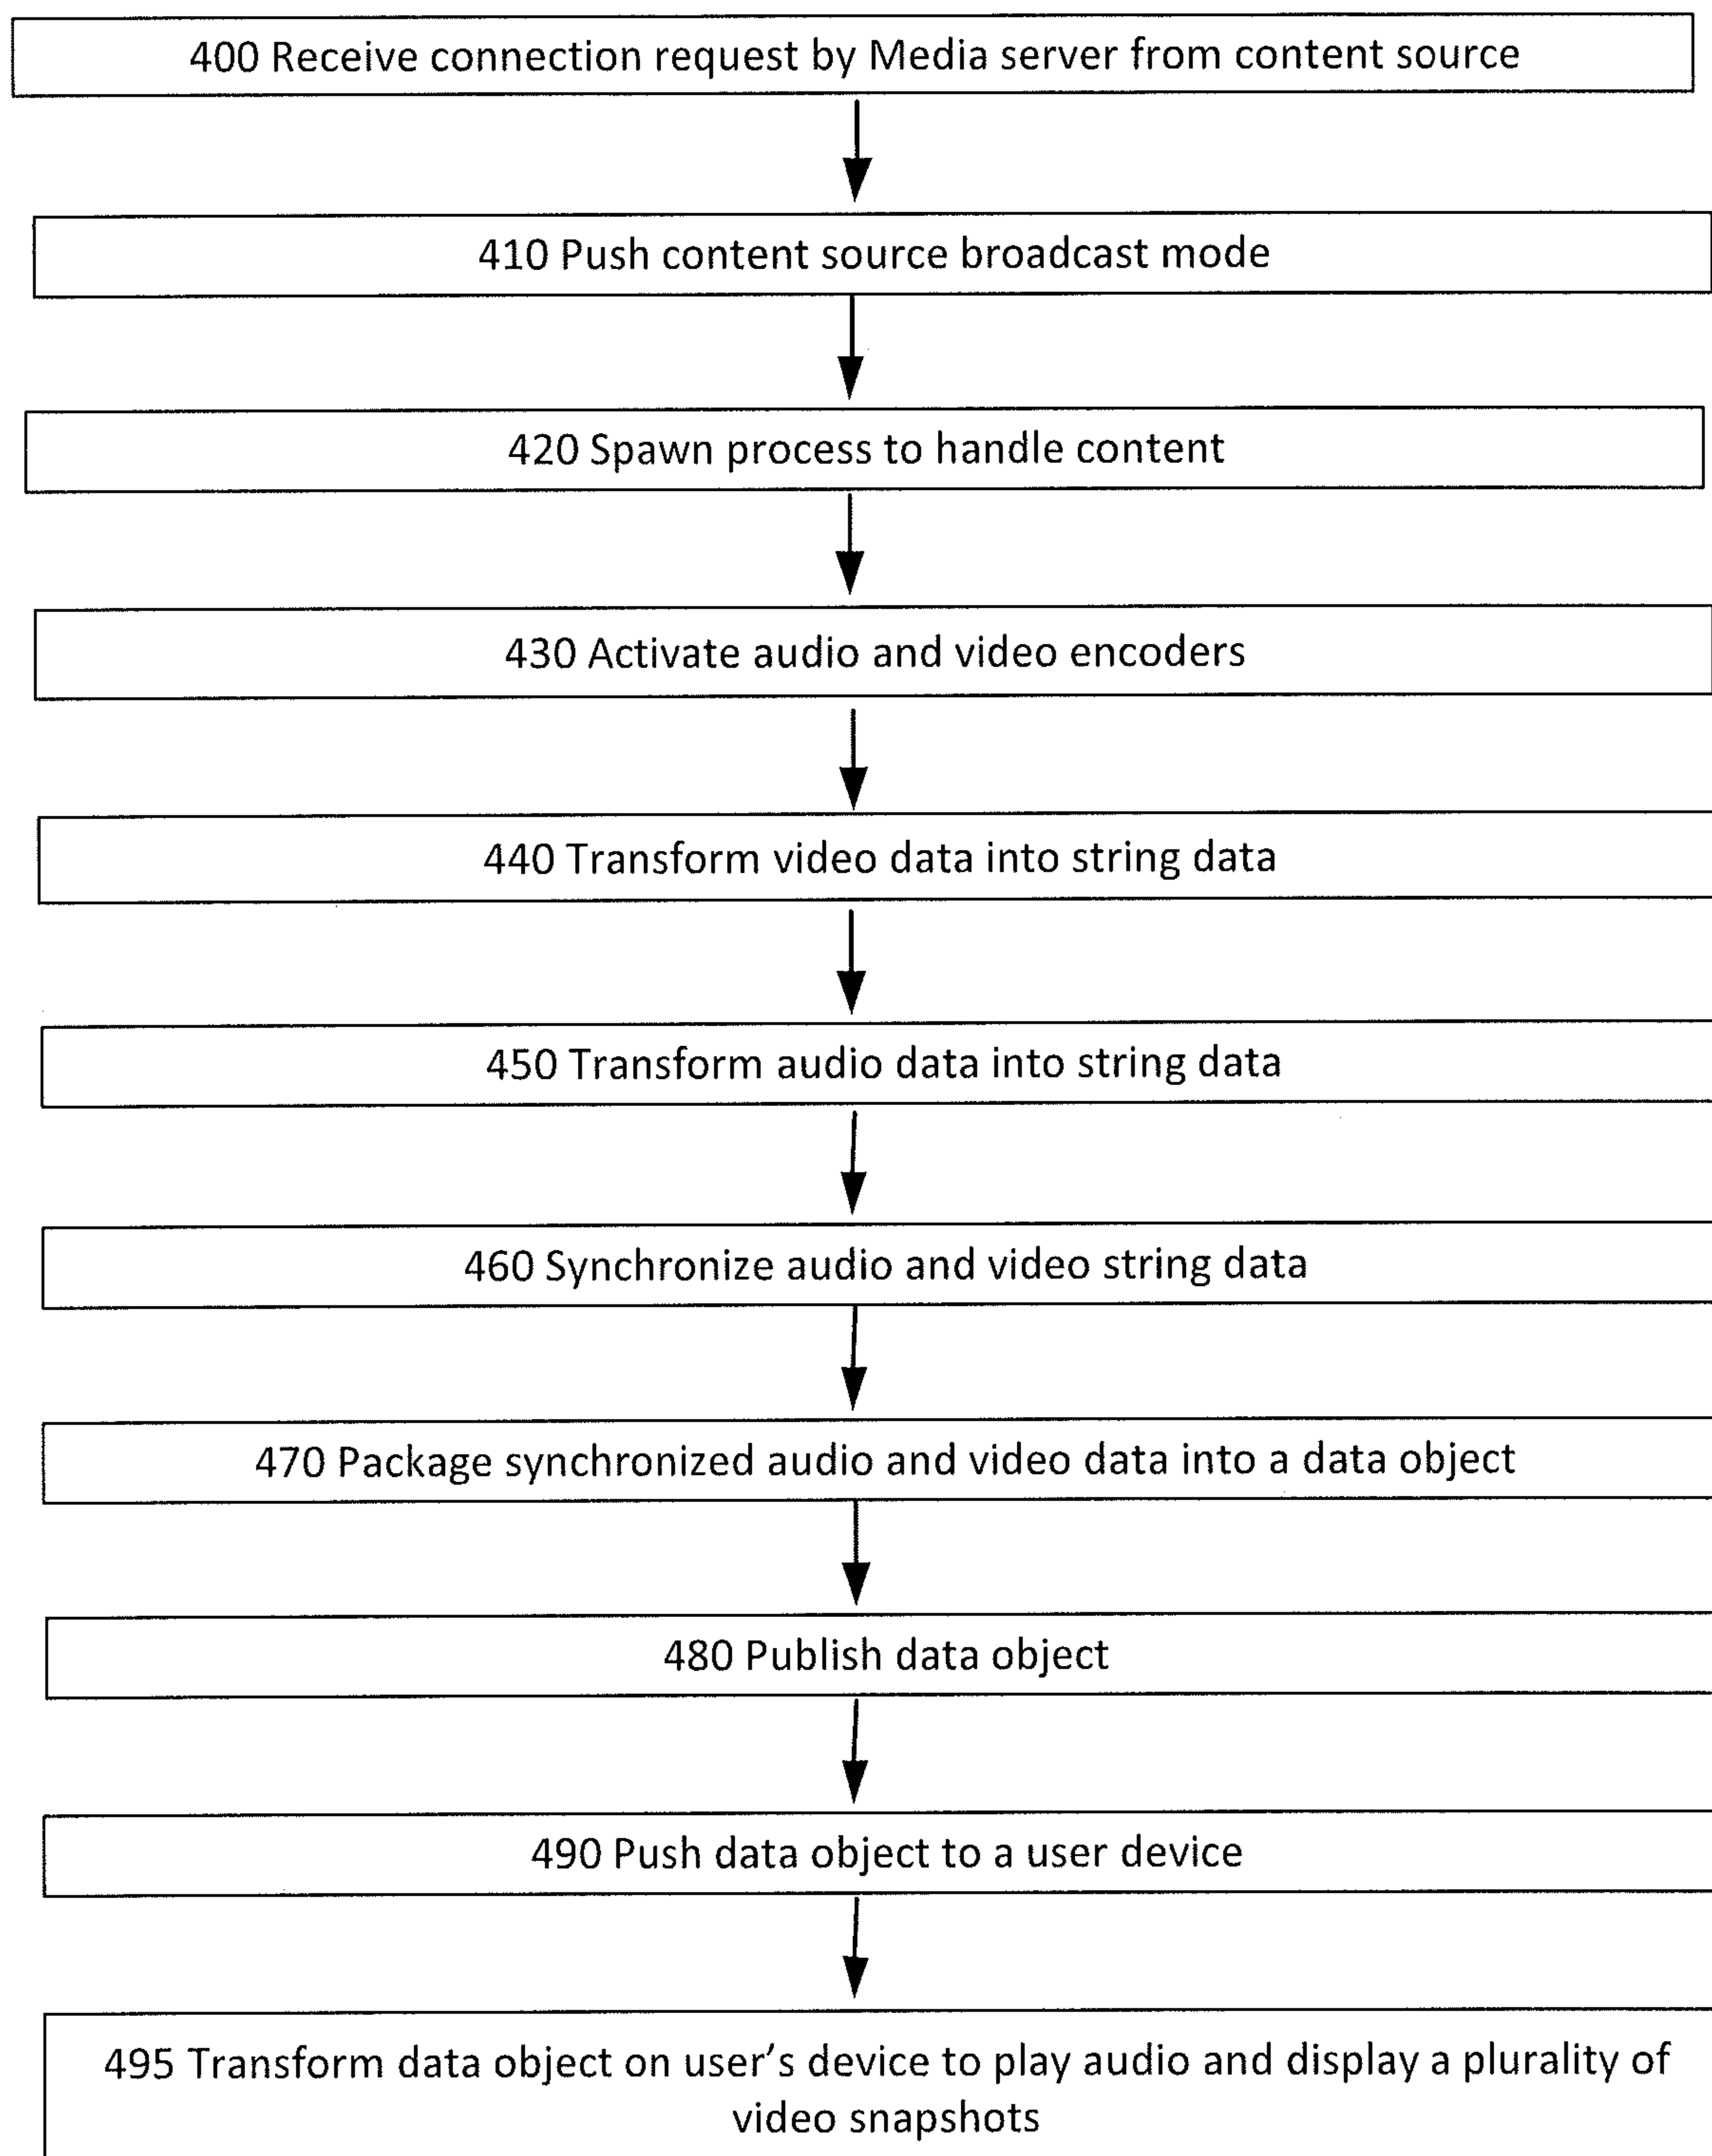 400 Receive connection request by Media server from content source
410 Push content source broadcast mode
420 Spawn process to handle content
430 Activate audio and video encoders
440 Transform video data into string data
450 Transform audio data into string data
460 Synchronize audio and video string data
470 Package synchronized audio and video data into a data object
480 Publish data object
490 Push data object to a user device
495 Transform data object on user’s device to play audio and display a plurality of
video snapshots